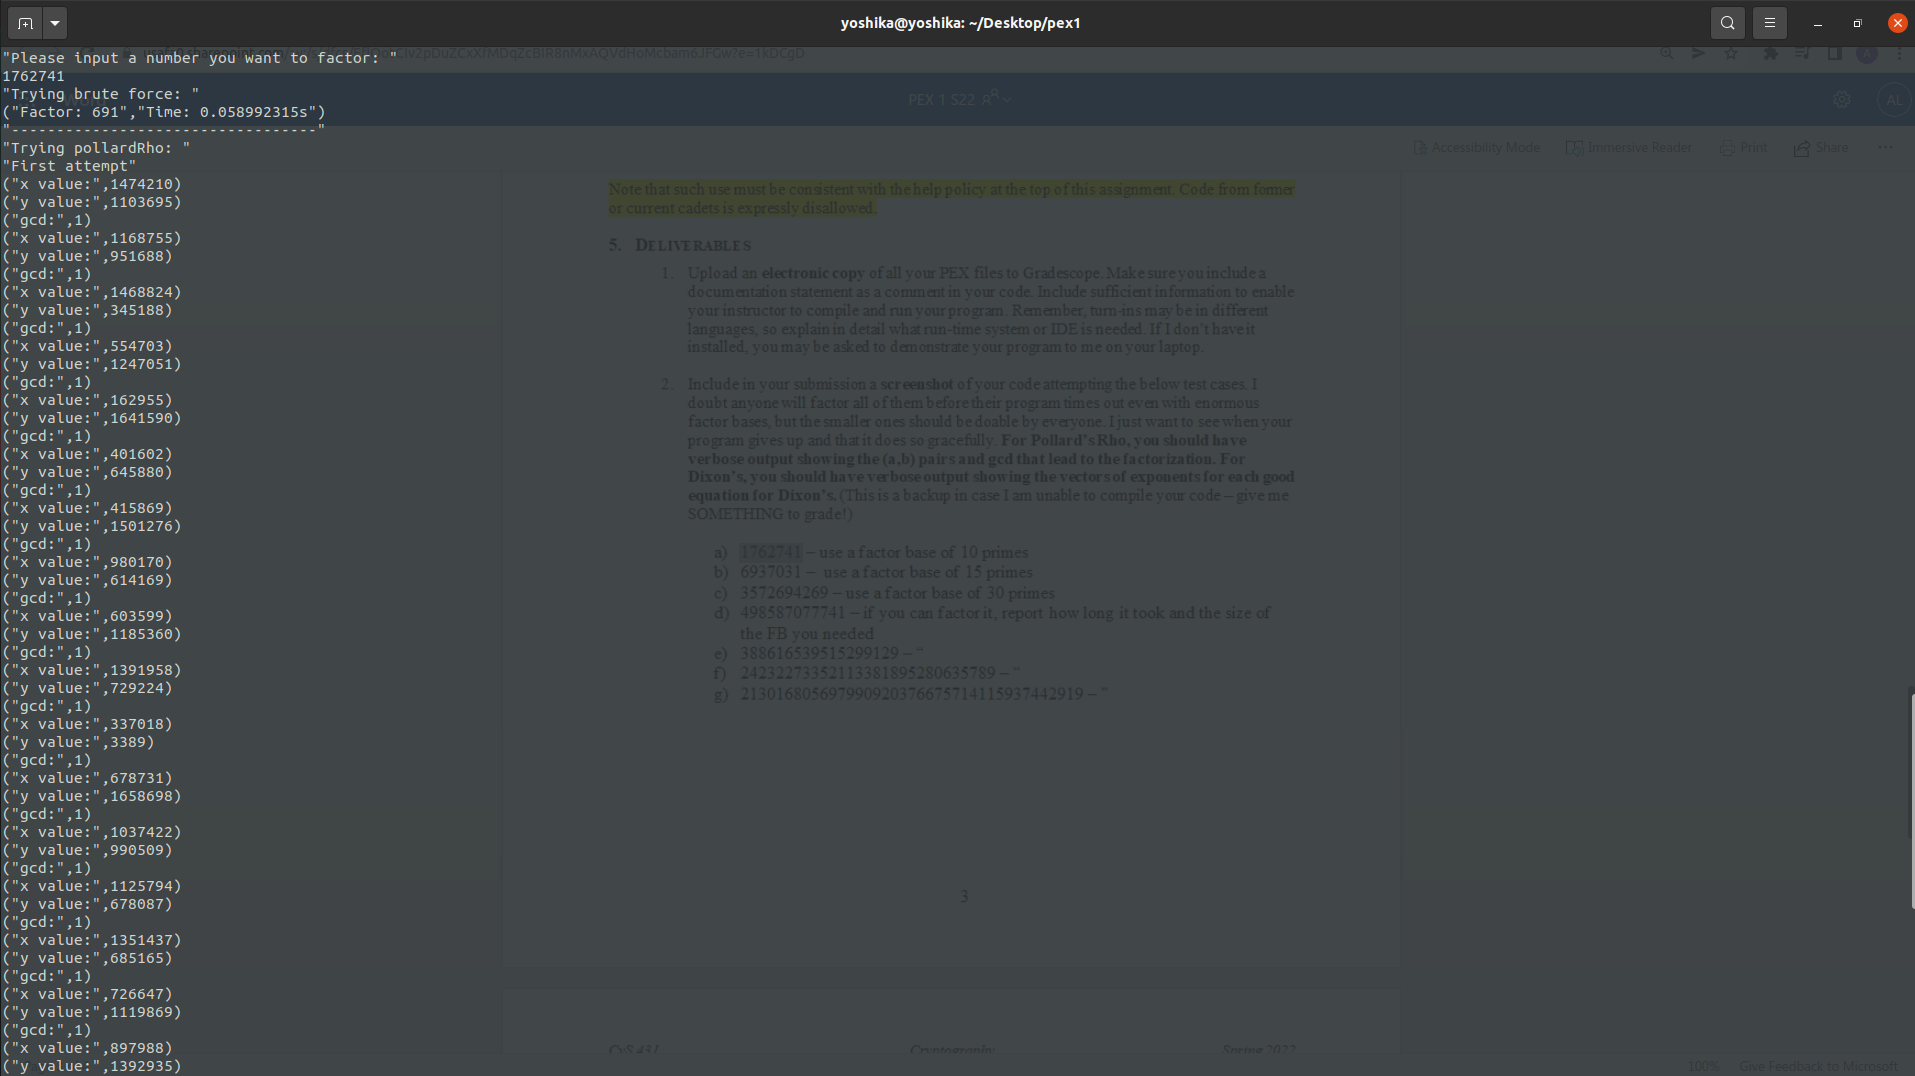 yoshika@yoshika: ~/Desktop/pex1
"Please input a number you want to factor: "
1762741
"Trying brute force: "
("Factor: 691","Time: 0.058992315s")
"----------------------------------"
"Trying pollardRho: "
"First attempt"
("x value:",1474210)
("y value:",1103695)
("gcd:",1)
("x value:",1168755)
("y value:",951688)
("gcd:",1)
("x value:",1468824)
("y value:",345188)
("gcd:",1)
("x value:",554703)
("y value:",1247051)
("gcd:",1)
("x value:",162955)
("y value:",1641590)
("gcd:",1)
("x value:",401602)
("y value:",645880)
("gcd:",1)
("x value:",415869)
("y value:",1501276)
("gcd:",1)
("x value:",980170)
("y value:",614169)
("gcd:",1)
("x value:",603599)
("y value:",1185360)
("gcd:",1)
("x value:",1391958)
("y value:",729224)
("gcd:",1)
("x value:",337018)
("y value:",3389)
("gcd:",1)
("x value:",678731)
("y value:",1658698)
("gcd:",1)
("x value:",1037422)
("y value:",990509)
("gcd:",1)
("x value:",1125794)
("y value:",678087)
("gcd:",1)
("x value:",1351437)
("y value:",685165)
("gcd:",1)
("x value:",726647)
("y value:",1119869)
("gcd:",1)
("x value:",897988)
("y value:",1392935)
PEX 1 S22
AL
Accessibility Mode
Immersive Reader
Print
Share
Note that such use must be consistent with the help policy at the top of this assignment. Code from former
or current cadets is expressly disallowed.
5. DELIVERABLES
1. Upload an electronic copy of all your PEX files to Gradescope. Make sure you include a
documentation statement as a comment in your code. Include sufficient information to enable
your instructor to compile and run your program. Remember, turn-ins may be in different
languages, so explain in detail what run-time system or IDE is needed. If I don't have it
installed, you may be asked to demonstrate your program to me on your laptop.
2. Include in your submission a screenshot of your code attempting the below test cases. I
doubt anyone will factor all of them before their program times out even with enormous
factor bases, but the smaller ones should be doable by everyone. I just want to see when your
program gives up and that it does so gracefully. For Pollard's Rho, you should have
verbose output showing the (a,b) pairs and gcd that lead to the factorization. For
Dixon's, you should have verbose output showing the vectors of exponents for each good
equation for Dixon's. (This is a backup in case I am unable to compile your code – give me
SOMETHING to grade!)
a) 1762741 – use a factor base of 10 primes
b) 6937031 – use a factor base of 15 primes
c) 3572694269 – use a factor base of 30 primes
d) 498587077741 – if you can factor it, report how long it took and the size of
the FB you needed
e) 388616539515299129 – "
f) 2423227335211338189528063578​9 – "
g) 21301680569799092037667571411593744​2919 – "
3
CyS 431 Cryptography Spring 2022
100% Give Feedback to Microsoft